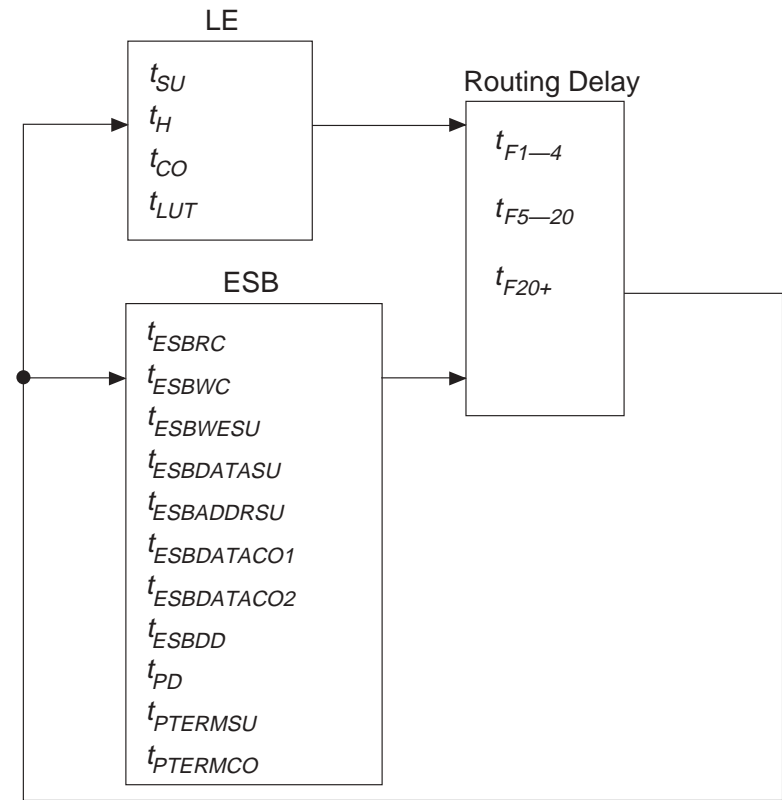 LE
tSU
tH
tCO
tLUT
Routing Delay
tF1—4
tF5—20
tF20+
ESB
tESBRC
tESBWC
tESBWESU
tESBDATASU
tESBADDRSU
tESBDATACO1
tESBDATACO2
tESBDD
tPD
tPTERMSU
tPTERMCO